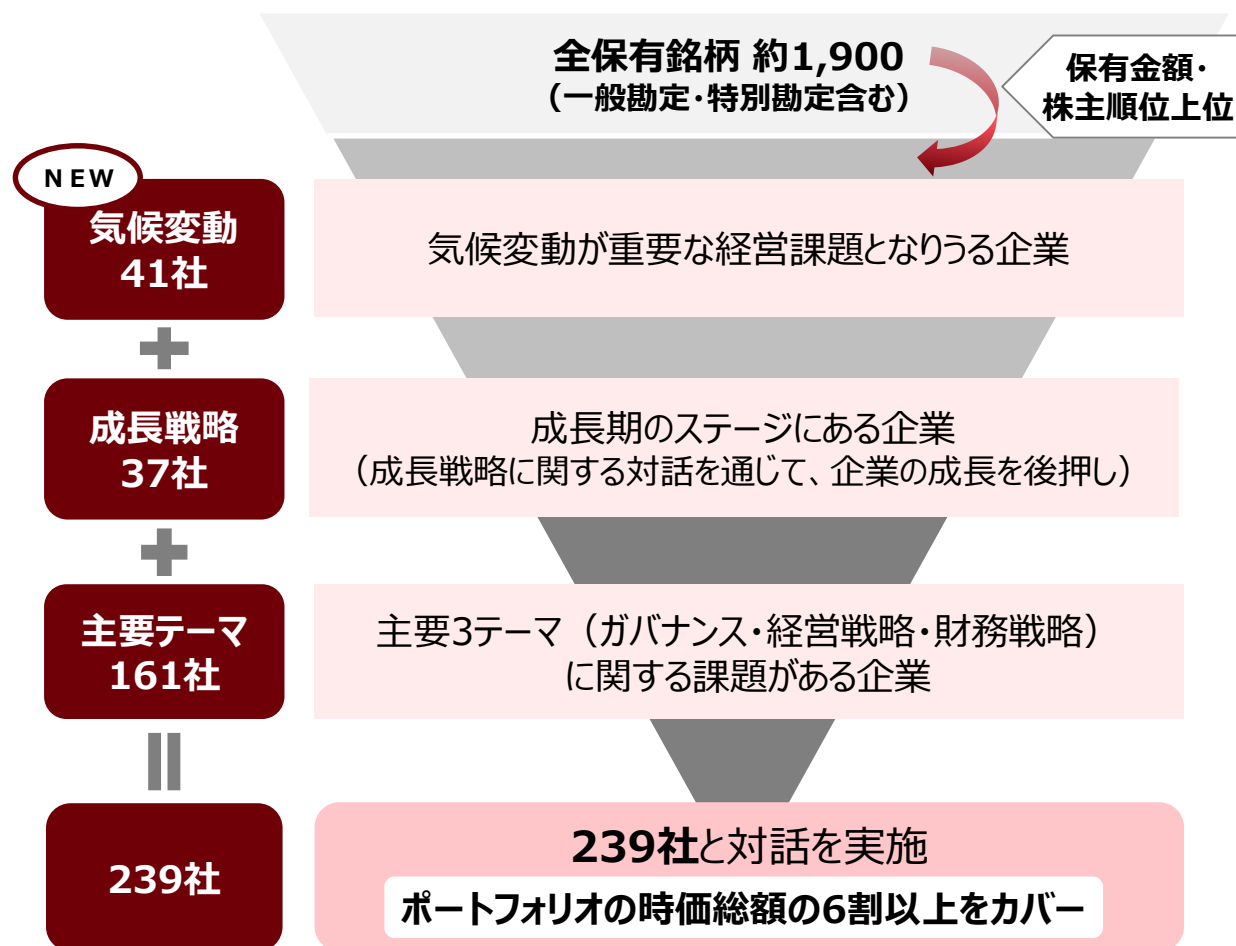 全保有銘柄 約1,900
（一般勘定・特別勘定含む）
保有金額・
株主順位上位
NEW
気候変動
41社
気候変動が重要な経営課題となりうる企業
成長戦略
37社
成長期のステージにある企業
（成長戦略に関する対話を通じて、企業の成長を後押し）
主要テーマ
161社
主要3テーマ（ガバナンス・経営戦略・財務戦略）
に関する課題がある企業
239社
239社と対話を実施
ポートフォリオの時価総額の6割以上をカバー